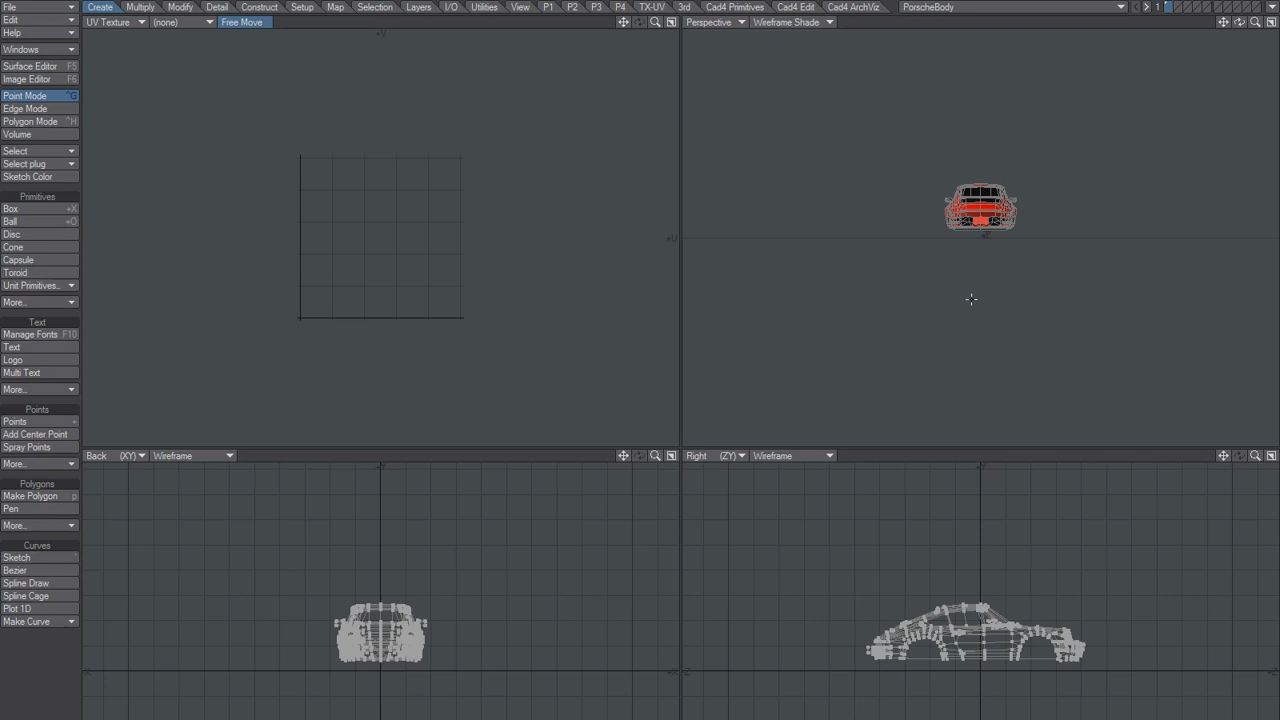 File Create Multiply Modify Detail Construct Setup Map Selection Layers I/O Utilities View P1 P2 P3 P4 TX-UV 3rd Cad4 Primitives Cad4 Edit Cad4 ArchViz PorscheBody 1
Edit UV Texture (none) Free Move Perspective Wireframe Shade
Help
Windows
Surface Editor F5
Image Editor F6
Point Mode ^G
Edge Mode
Polygon Mode ^H
Volume
Select
Select plug
Sketch Color
Primitives
Box +X
Ball +O
Disc
Cone
Capsule
Toroid
Unit Primitives..
More...
Text
Manage Fonts F10
Text
Logo
Multi Text
More...
Points
Points +
Add Center Point
Spray Points
More...
Back (XY) Wireframe Right (ZY) Wireframe
Polygons
Make Polygon p
Pen
More...
Curves
Sketch `
Bezier
Spline Draw
Spline Cage
Plot 1D
Make Curve